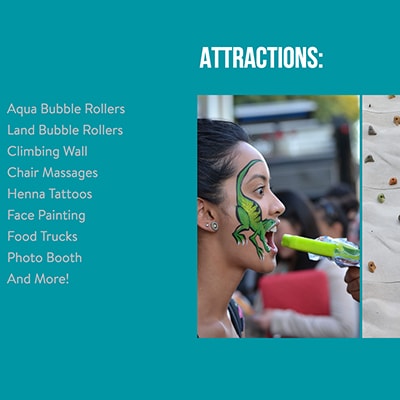 ATTRACTIONS:
Aqua Bubble Rollers
Land Bubble Rollers
Climbing Wall
Chair Massages
Henna Tattoos
Face Painting
Food Trucks
Photo Booth
And More!